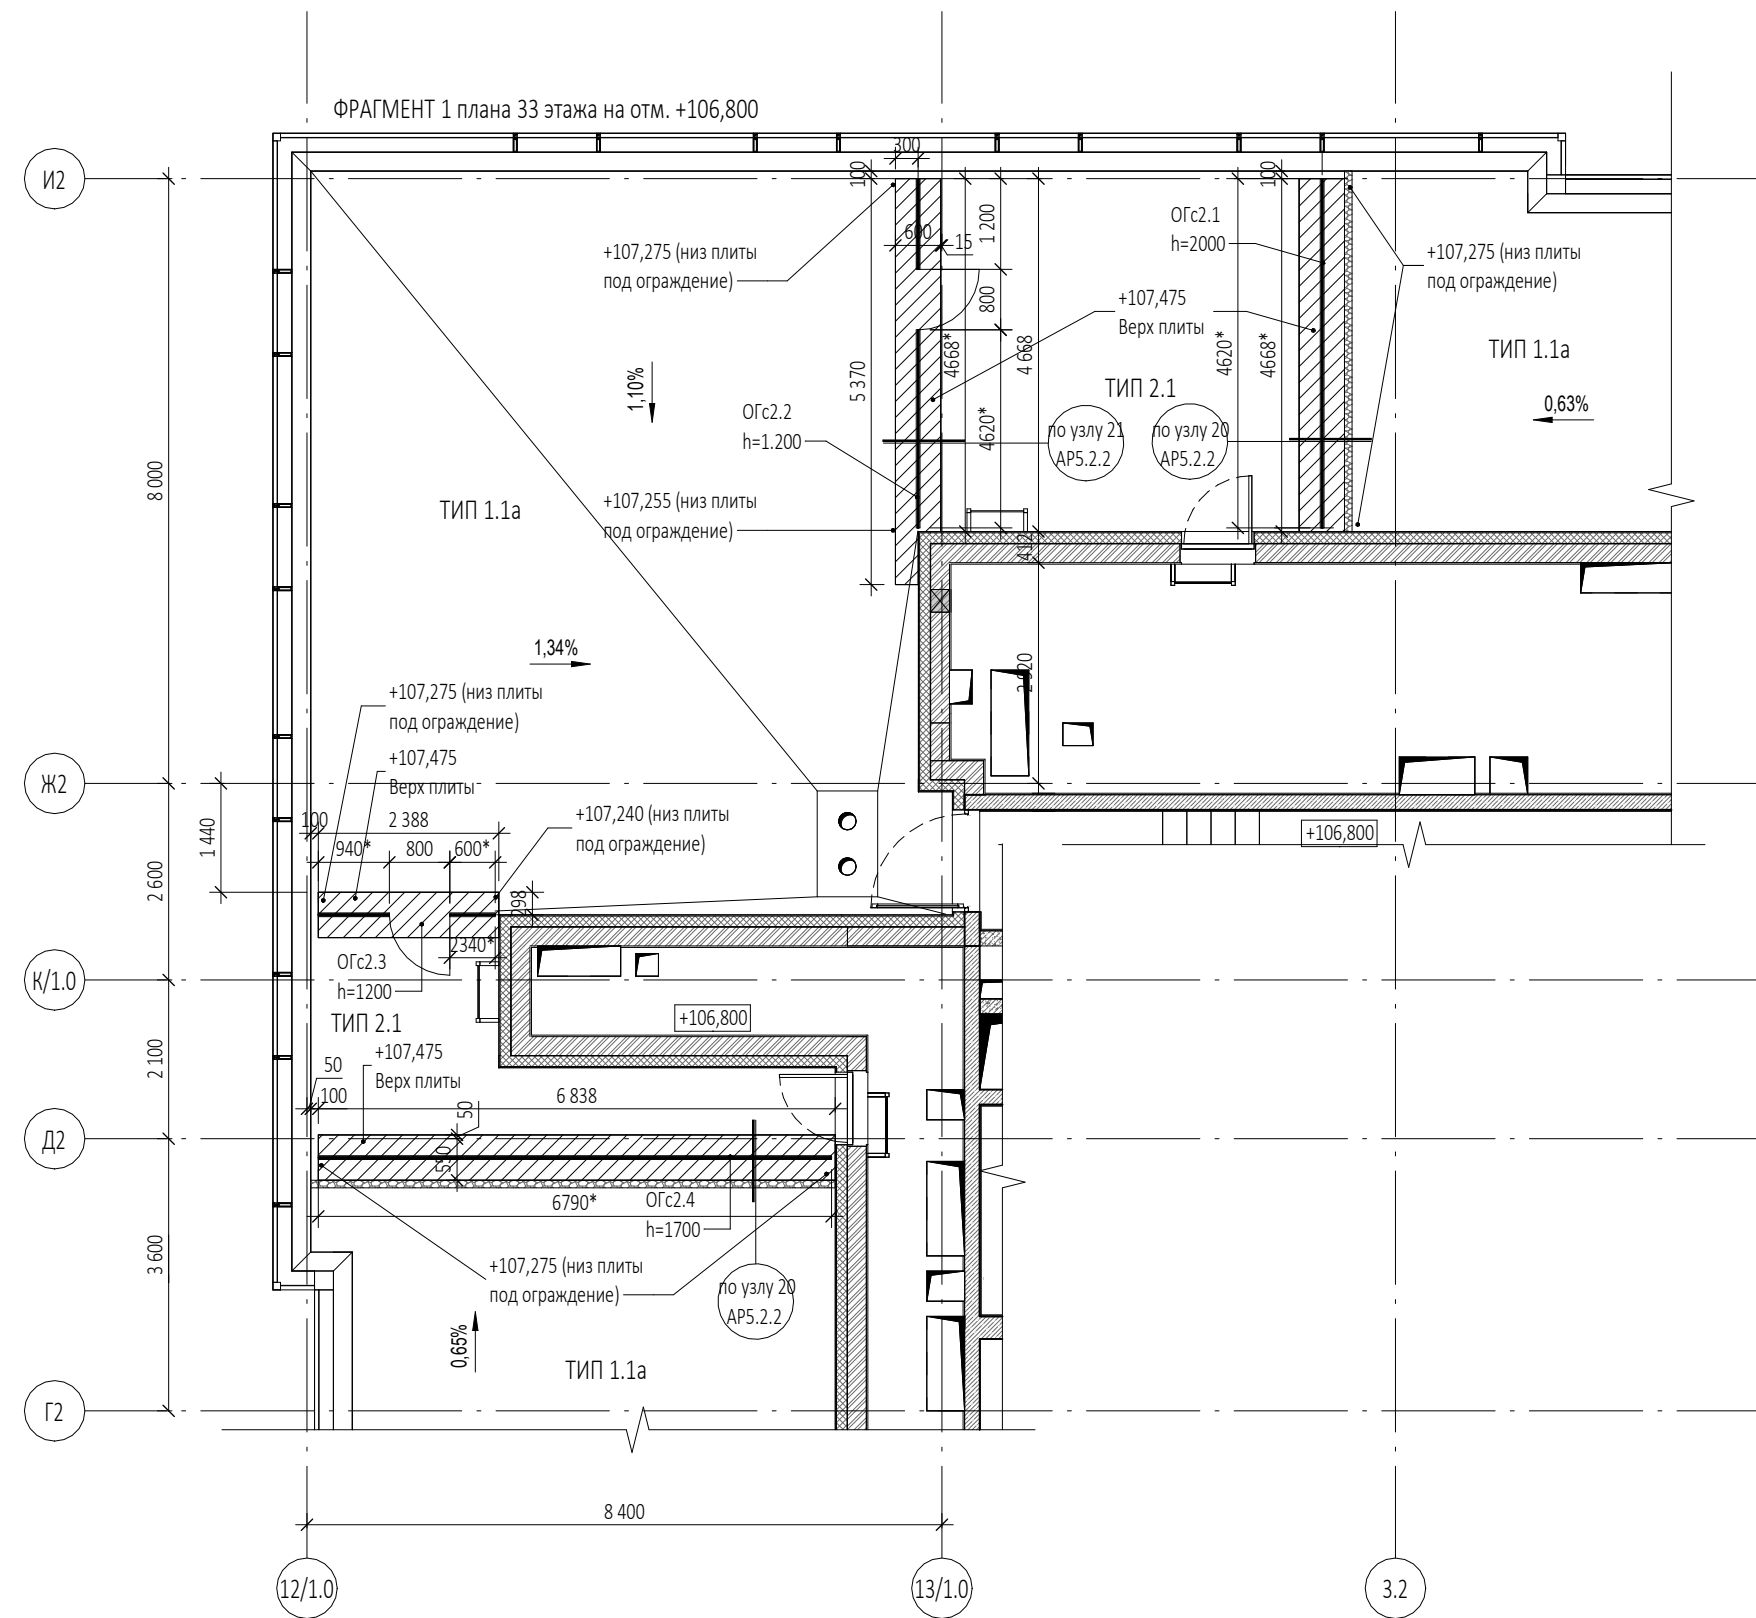 ФРАГМЕНТ 1 плана 33 этажа на отм. +106,800
И2
300
100
100
600
15
1 200
800
ОГс2.1
h=2000
+107,275 (низ плиты
под ограждение)
+107,275 (низ плиты
под ограждение)
+107,475
Верх плиты
ТИП 1.1а
0,63%
1,10%
5 370
4668*
4 668
4620*
4620*
4668*
ТИП 2.1
ОГс2.2
h=1.200
по узлу 21
АР5.2.2
по узлу 20
АР5.2.2
8 000
ТИП 1.1а
+107,255 (низ плиты
под ограждение)
412
1,34%
2 920
+107,275 (низ плиты
под ограждение)
+107,475
Верх плиты
Ж2
100
2 388
1 440
940*
800
600*
+107,240 (низ плиты
под ограждение)
+106,800
2 600
298
2340*
ОГс2.3
h=1200
К/1.0
+106,800
ТИП 2.1
+107,475
Верх плиты
2 100
50
100
6 838
50
Д2
550
6790*
ОГс2.4
h=1700
3 600
+107,275 (низ плиты
под ограждение)
по узлу 20
АР5.2.2
0,65%
ТИП 1.1а
Г2
8 400
12/1.0
13/1.0
3.2